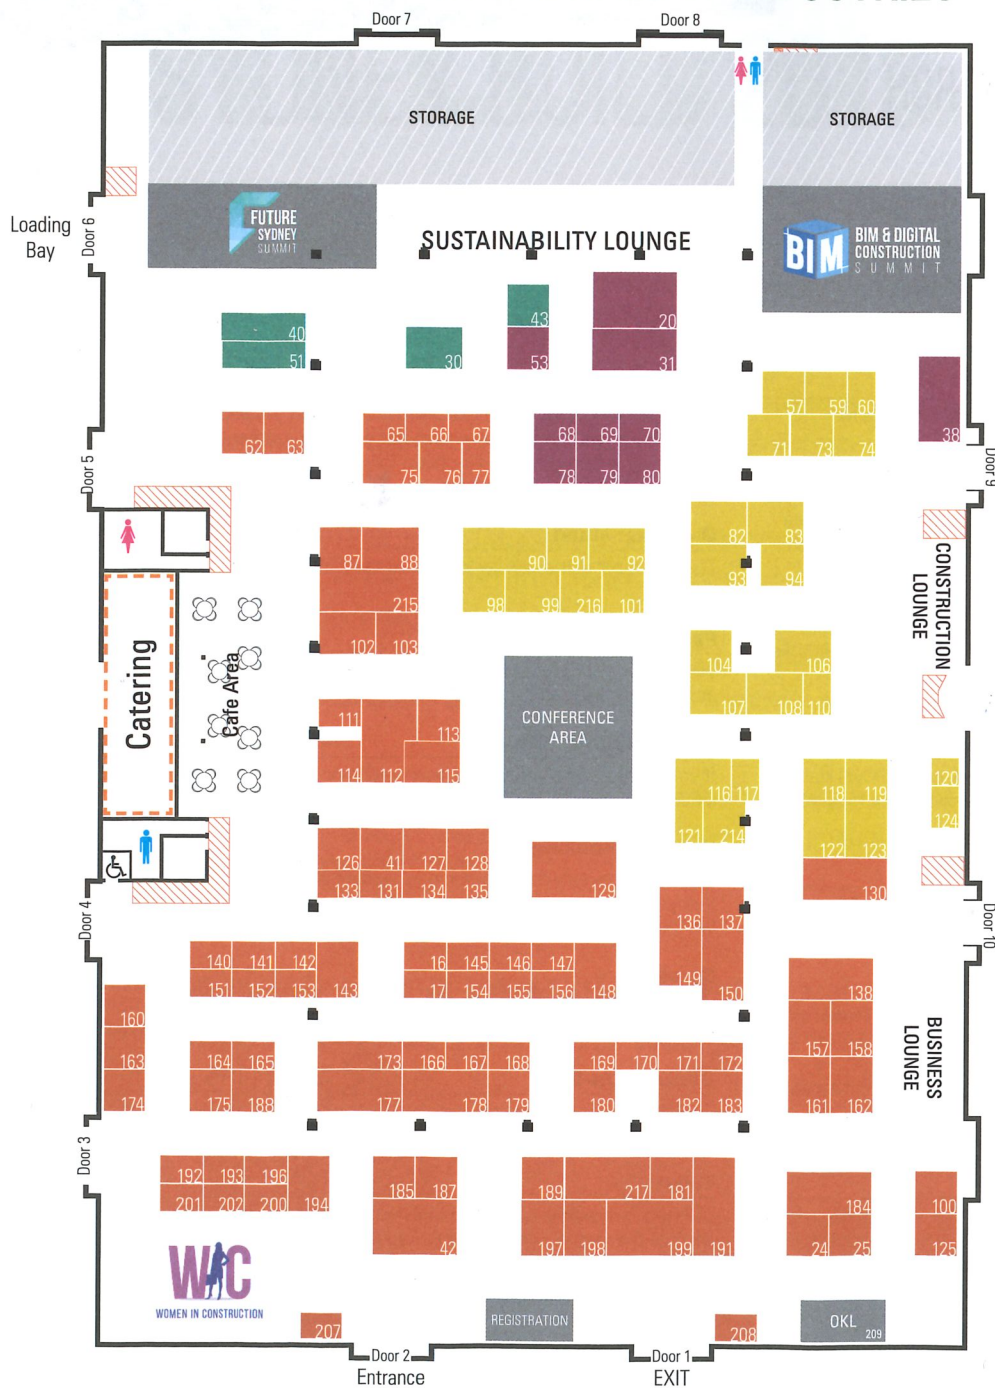 Door 7
Door 8
STORAGE
STORAGE
Loading
Bay
Door 6
FUTURE
SYDNEY
SUMMIT
SUSTAINABILITY LOUNGE
BIM
BIM & DIGITAL
CONSTRUCTION
SUMMIT
40
51
30
43
53
20
31
57 59 60
71 73 74
38
62 63
65 66 67
75 76 77
68 69 70
78 79 80
Door 5
Door 9
87 88
215
102 103
90 91 92
98 99 216 101
82 83
93 94
CONSTRUCTION
LOUNGE
Catering
Cafe Area
104 106
107 108 110
CONFERENCE
AREA
111 113
114 112 115
116 117
121 214
118 119
122 123
130
120
124
126 41 127 128
133 131 134 135
129
136 137
149 150
Door 4
Door 10
140 141 142
151 152 153 143
16 145 146 147
17 154 155 156 148
138
157 158
161 162
BUSINESS
LOUNGE
160
163
174
164 165
175 188
173 166 167 168
177 178 179
169 170 171 172
180 182 183
Door 3
192 193 196
201 202 200 194
185 187
42
189 217 181
197 198 199 191
184
24 25
100
125
WIC
WOMEN IN CONSTRUCTION
207
REGISTRATION
208
OKL
209
Door 2
Entrance
Door 1
EXIT